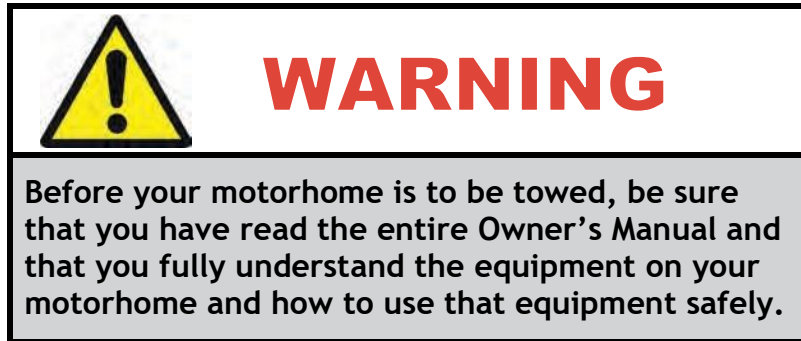 WARNING
Before your motorhome is to be towed, be sure
that you have read the entire Owner’s Manual and
that you fully understand the equipment on your
motorhome and how to use that equipment safely.